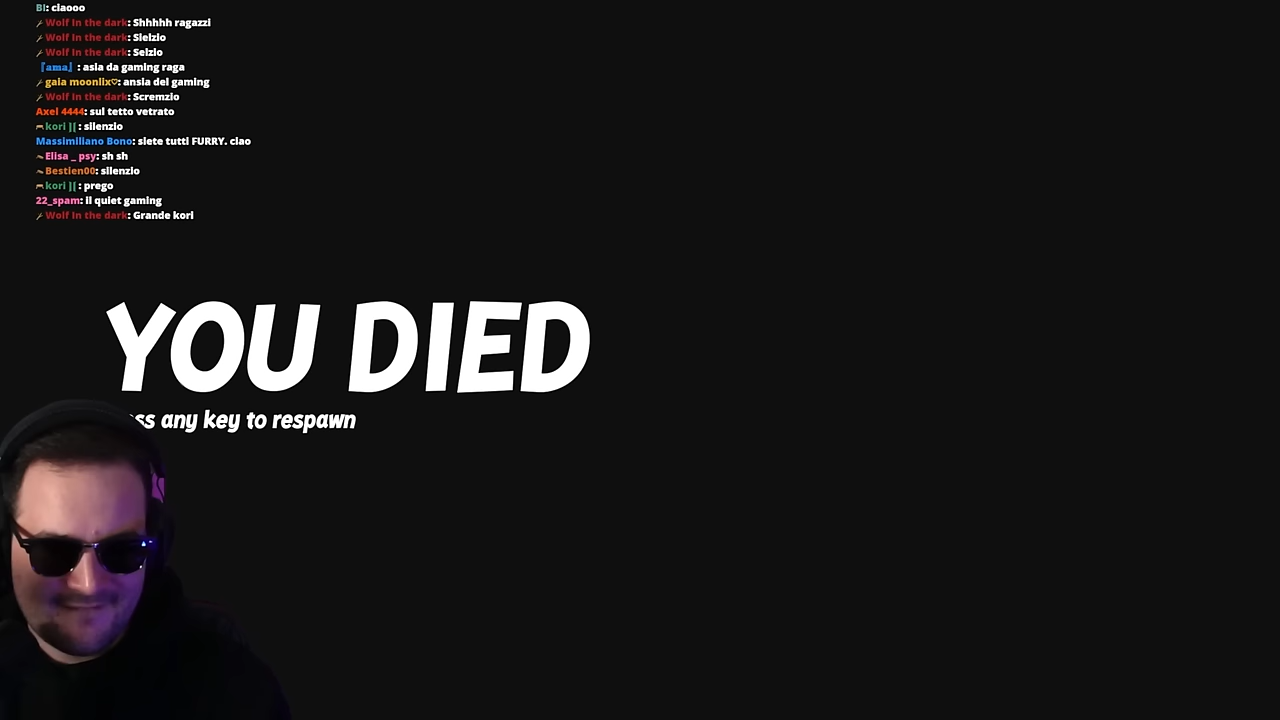 BI: ciaooo
Wolf In the dark: Shhhhh ragazzi
Wolf In the dark: Sielzio
Wolf In the dark: Selzio
『ama』: asia da gaming raga
gaia moonlix♡: ansia del gaming
Wolf In the dark: Scremzio
Axel 4444: sul tetto vetrato
kori ][ : silenzio
Massimiliano Bono: siete tutti FURRY. ciao
Elisa _ psy: sh sh
Bestien00: silenzio
kori ][ : prego
22_spam: il quiet gaming
Wolf In the dark: Grande kori
YOU DIED
any key to respawn